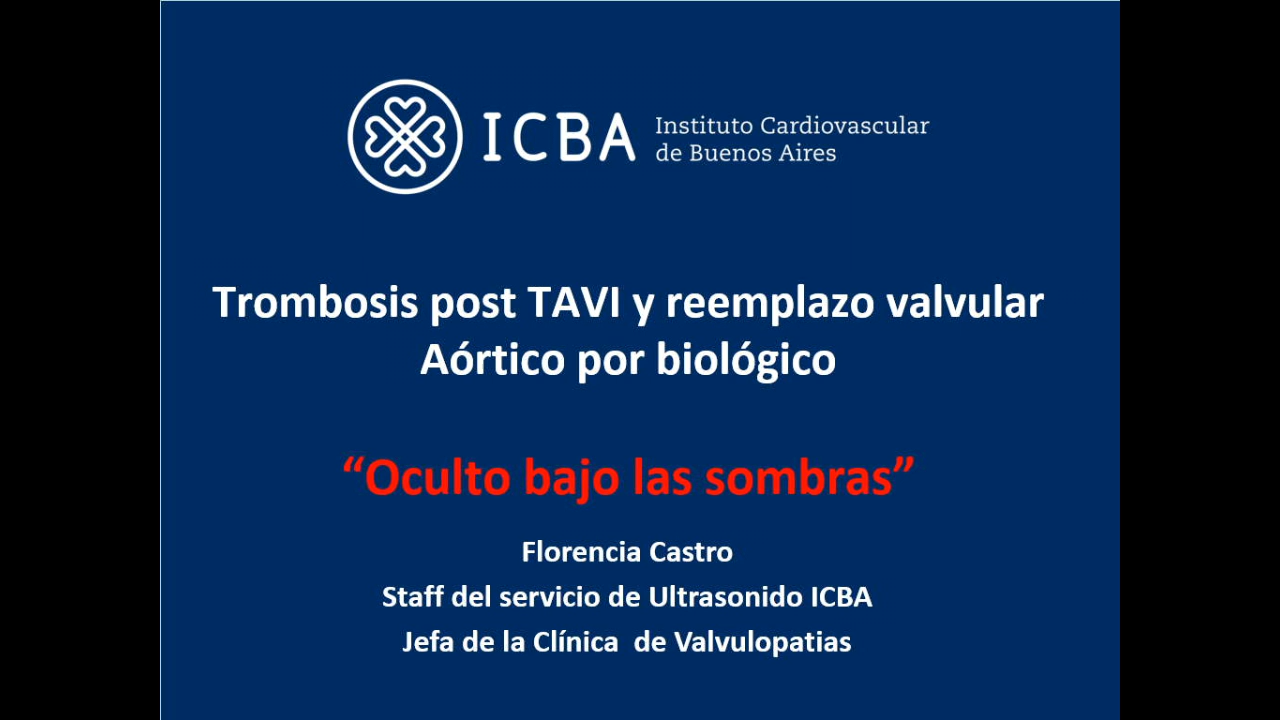 ICBA
Instituto Cardiovascular
de Buenos Aires
Trombosis post TAVI y reemplazo valvular
Aórtico por biológico
“Oculto bajo las sombras”
Florencia Castro
Staff del servicio de Ultrasonido ICBA
Jefa de la Clínica  de Valvulopatias